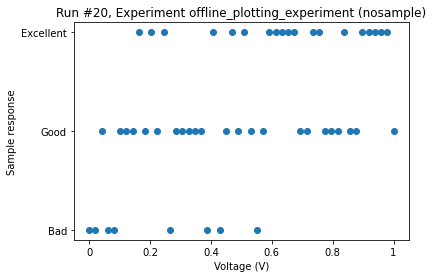 Run #20, Experiment offline_plotting_experiment (nosample)
Excellent
Good
Bad
Sample response
0
0.2
0.4
0.6
0.8
1
Voltage (V)